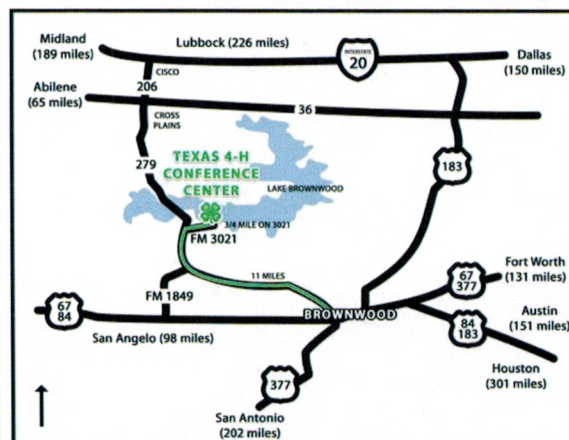 Midland
(189 miles)
Lubbock (226 miles)
INTERSTATE
20
Dallas
(150 miles)
CISCO
206
Abilene
(65 miles)
36
CROSS
PLAINS
279
TEXAS 4-H
CONFERENCE
CENTER
LAKE BROWNWOOD
183
3/4 MILE ON 3021
FM 3021
11 MILES
FM 1849
67
84
San Angelo (98 miles)
BROWNWOOD
67
377
Fort Worth
(131 miles)
84
183
Austin
(151 miles)
Houston
(301 miles)
377
San Antonio
(202 miles)